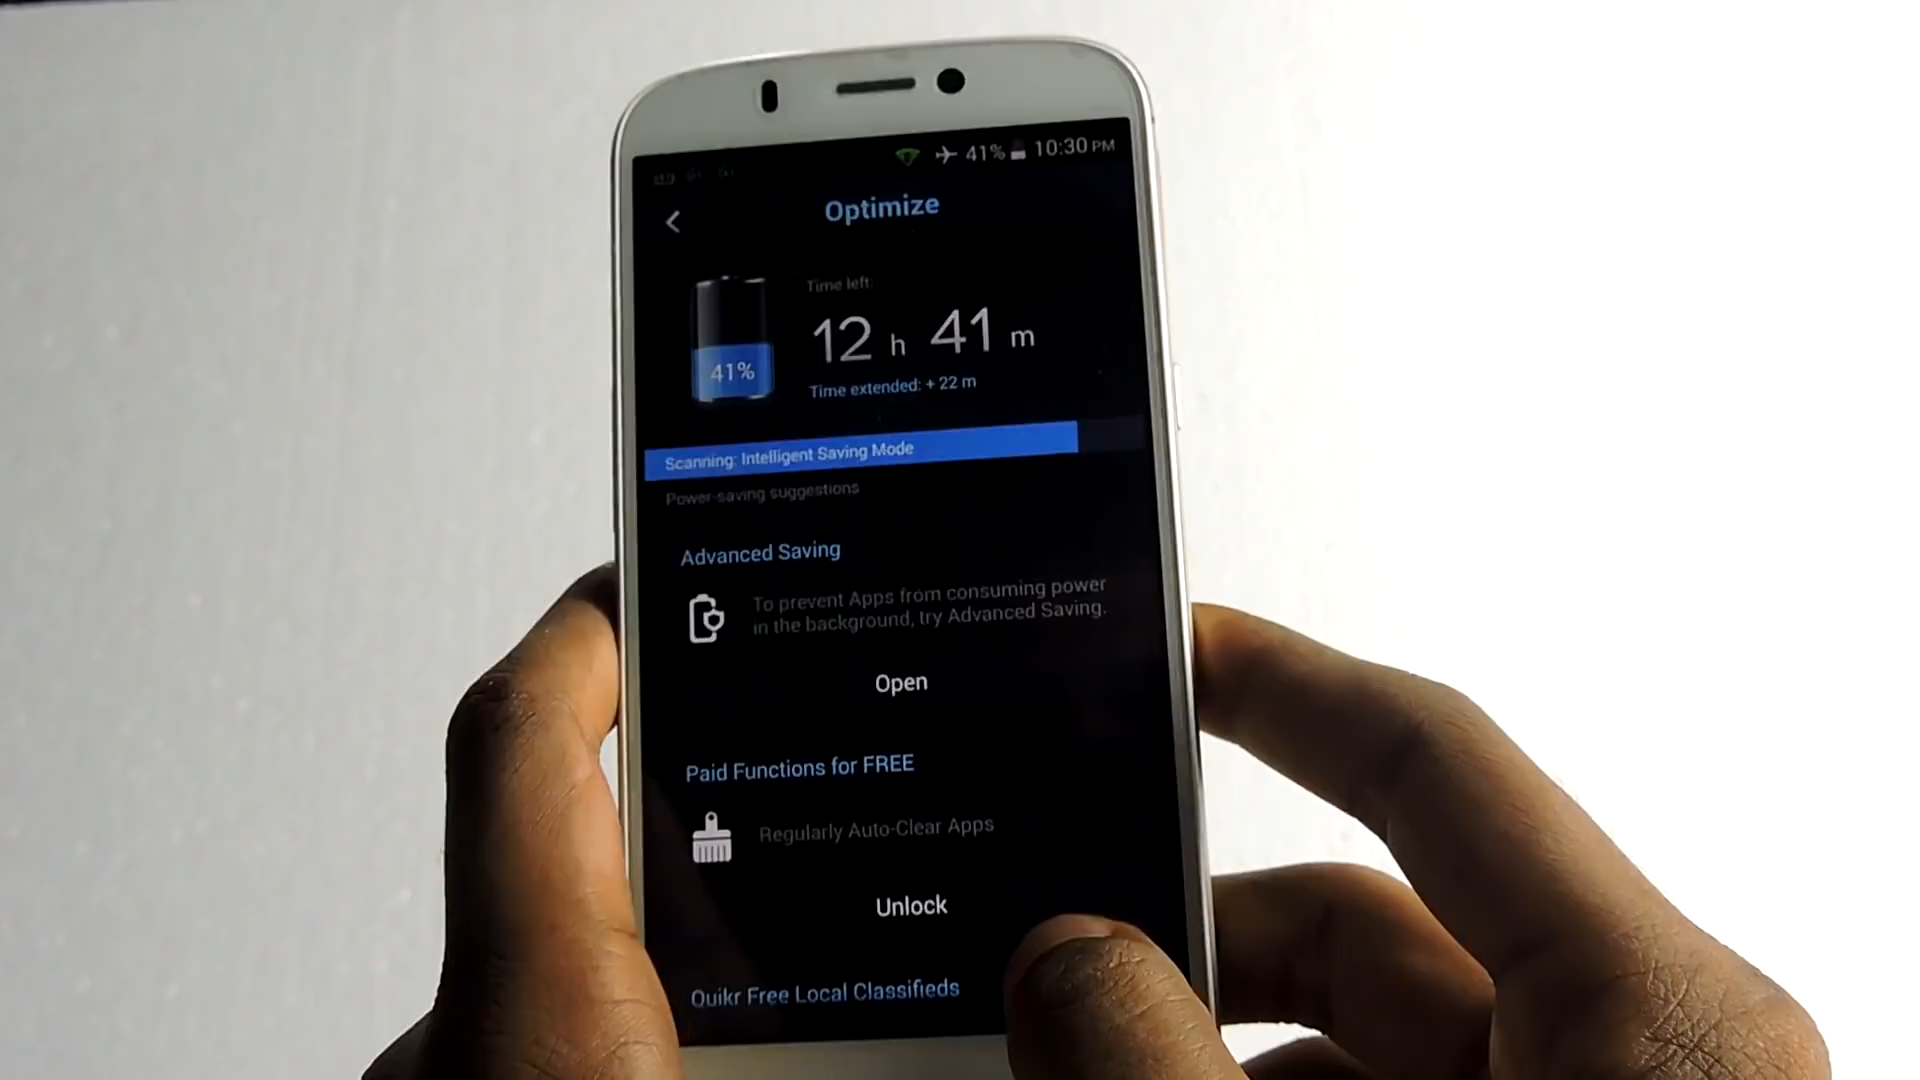 41% 10:30 PM
Optimize
Time left:
12 h 41 m
41%
Time extended: + 22 m
Scanning: Intelligent Saving Mode
Power-saving suggestions
Advanced Saving
To prevent Apps from consuming power
in the background, try Advanced Saving.
Open
Paid Functions for FREE
Regularly Auto-Clear Apps
Unlock
Quikr Free Local Classifieds